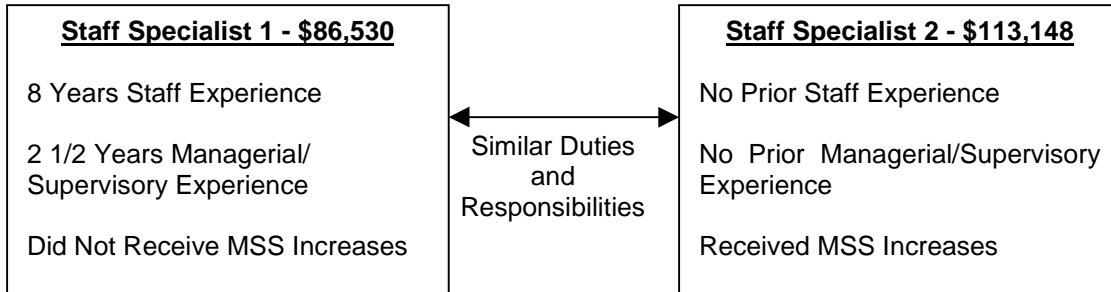 Staff Specialist 1 - $86,530
8 Years Staff Experience
2 1/2 Years Managerial/
Supervisory Experience
Did Not Receive MSS Increases
Similar Duties
and
Responsibilities
Staff Specialist 2 - $113,148
No Prior Staff Experience
No Prior Managerial/Supervisory
Experience
Received MSS Increases